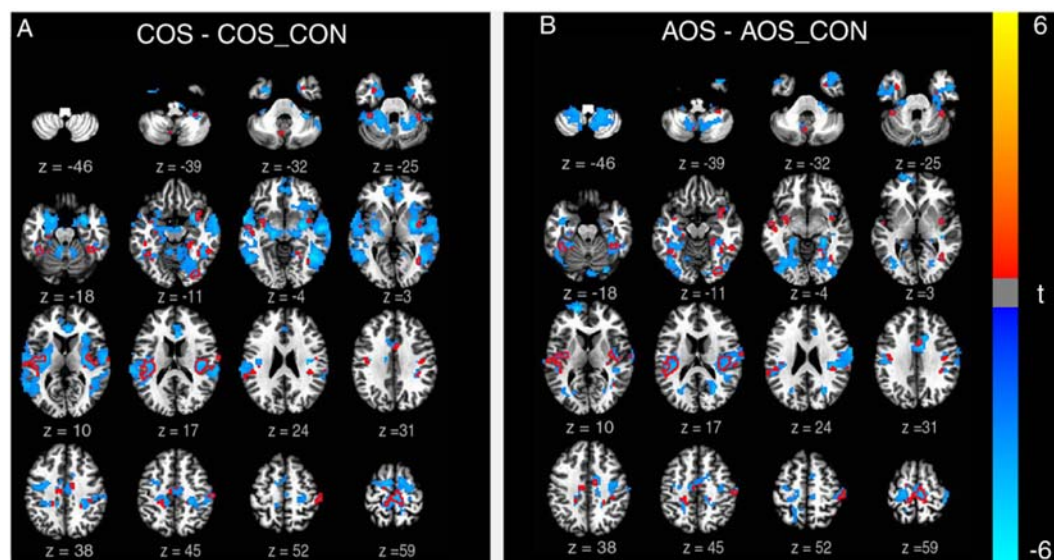 A
COS - COS_CON
z = -46 z = -39 z = -32 z = -25
z = -18 z = -11 z = -4 z =3
z = 10 z = 17 z = 24 z =31
z = 38 z = 45 z = 52 z =59
B
AOS - AOS_CON
z = -46 z = -39 z = -32 z = -25
z = -18 z = -11 z = -4 z =3
z = 10 z = 17 z = 24 z =31
z = 38 z = 45 z = 52 z =59
6
t
-6